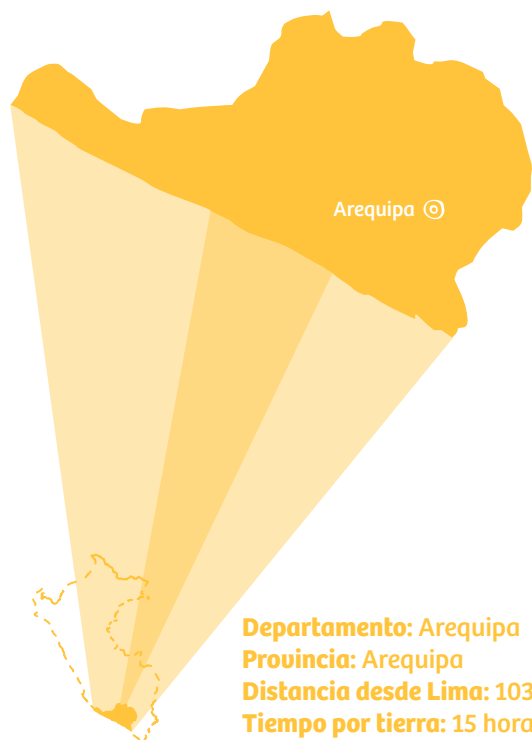 Arequipa
Departamento: Arequipa
Provincia: Arequipa
Distancia desde Lima: 103
Tiempo por tierra: 15 hora